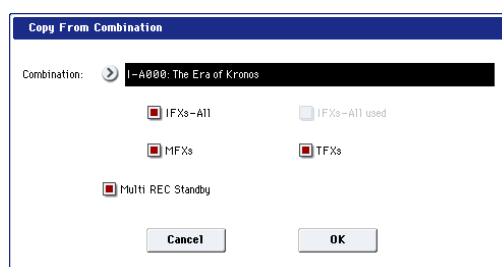 Copy From Combination
Combination: I-A000: The Era of Kronos
IFXs-All IFXs-All used
MFXs TFXs
Multi REC Standby
Cancel OK